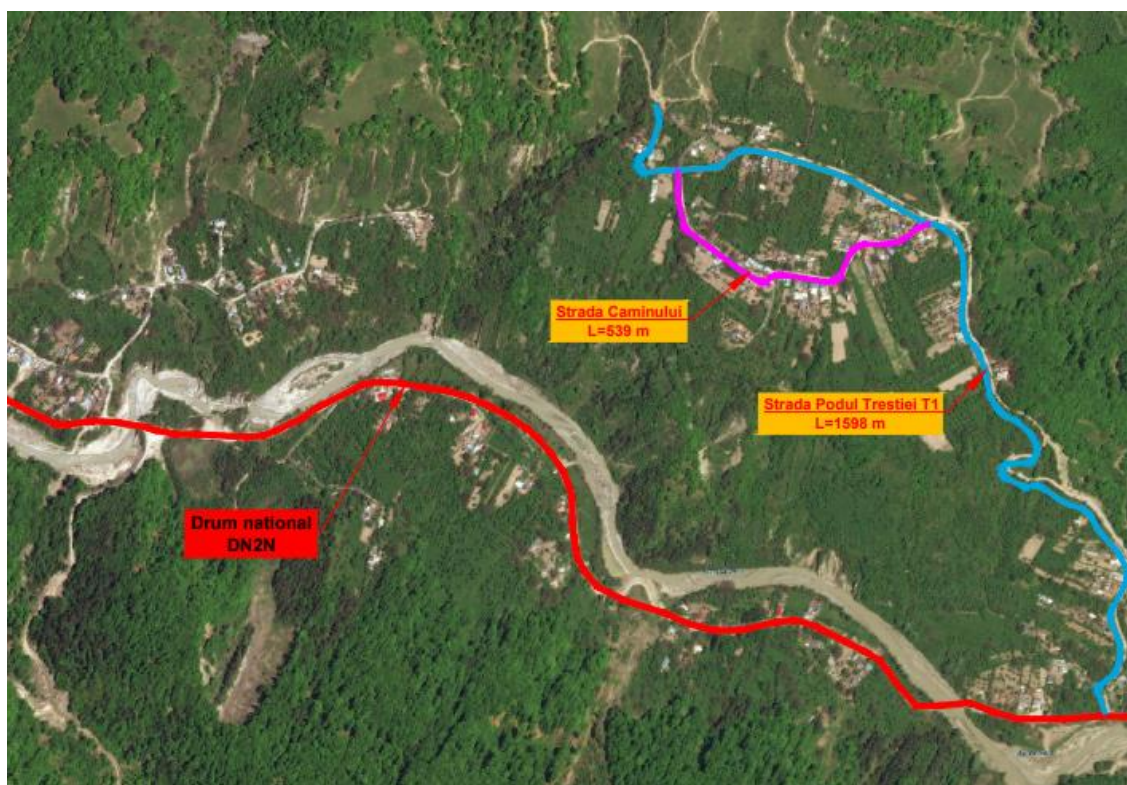 Strada Caminului
L=539 m
Strada Podul Trestiei T1
L=1598 m
Drum national
DN2N